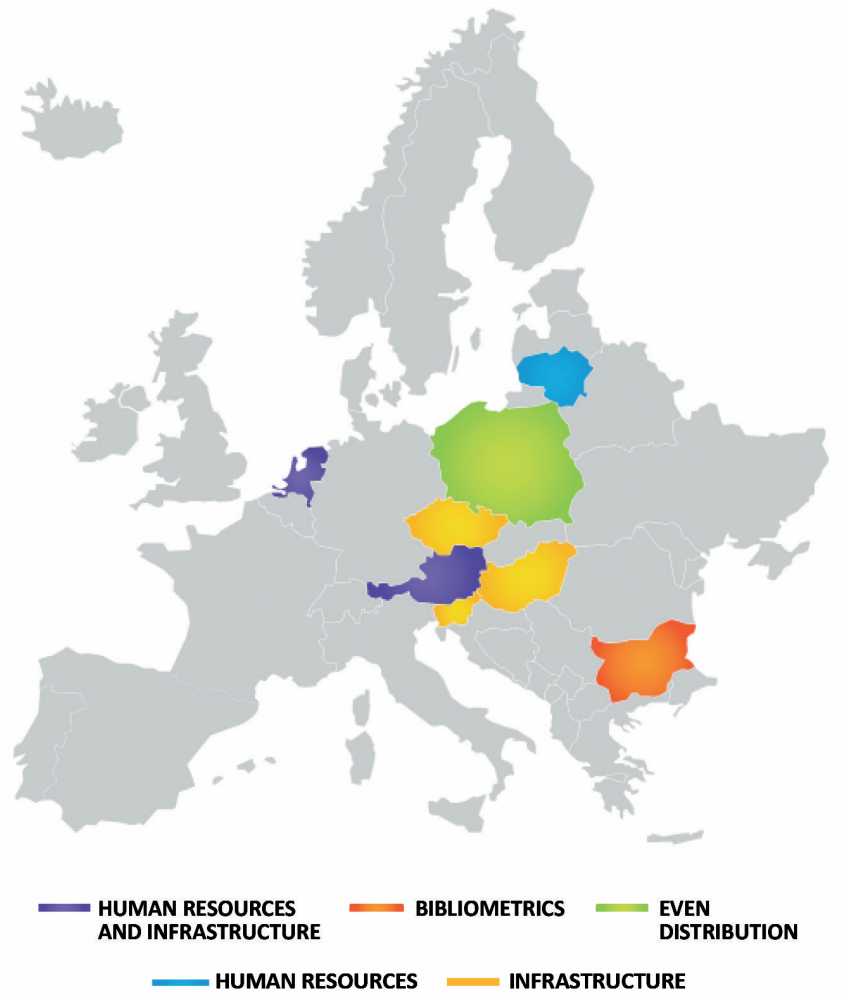 HUMAN RESOURCES
AND INFRASTRUCTURE
BIBLIOMETRICS
EVEN
DISTRIBUTION
HUMAN RESOURCES
INFRASTRUCTURE